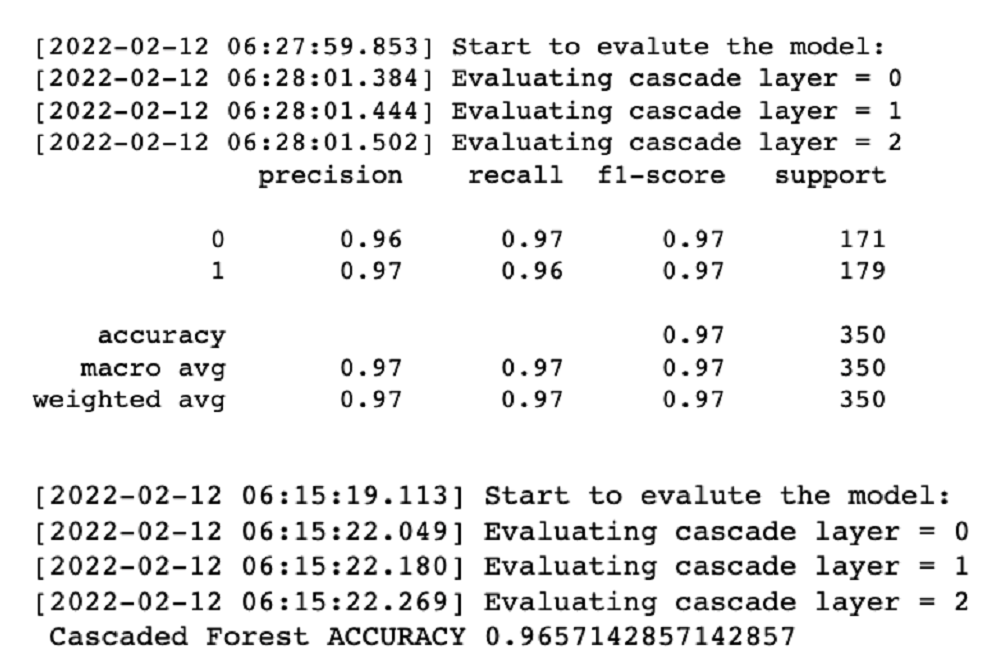 [2022-02-12 06:27:59.853] Start to evalute the model:
[2022-02-12 06:28:01.384] Evaluating cascade layer = 0
[2022-02-12 06:28:01.444] Evaluating cascade layer = 1
[2022-02-12 06:28:01.502] Evaluating cascade layer = 2
precision recall f1-score support
0 0.96 0.97 0.97 171
1 0.97 0.96 0.97 179
accuracy 0.97 350
macro avg 0.97 0.97 0.97 350
weighted avg 0.97 0.97 0.97 350
[2022-02-12 06:15:19.113] Start to evalute the model:
[2022-02-12 06:15:22.049] Evaluating cascade layer = 0
[2022-02-12 06:15:22.180] Evaluating cascade layer = 1
[2022-02-12 06:15:22.269] Evaluating cascade layer = 2
Cascaded Forest ACCURACY 0.9657142857142857